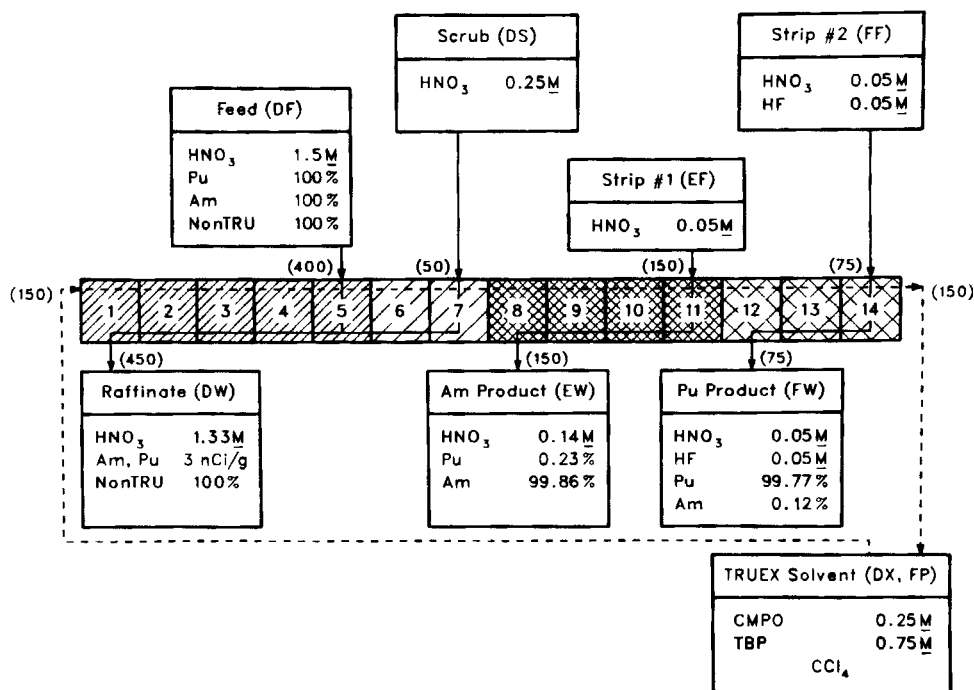 Scrub (DS)
HNO₃ 0.25M
Strip #2 (FF)
HNO₃ 0.05M
HF 0.05M
Feed (DF)
HNO₃ 1.5M
Pu 100%
Am 100%
NonTRU 100%
Strip #1 (EF)
HNO₃ 0.05M
(400) (50) (150) (75)
(150) (150)
1 2 3 4 5 6 7 8 9 10 11 12 13 14
(450) (150) (75)
Raffinate (DW)
HNO₃ 1.33M
Am, Pu 3 nCi/g
NonTRU 100%
Am Product (EW)
HNO₃ 0.14M
Pu 0.23%
Am 99.86%
Pu Product (FW)
HNO₃ 0.05M
HF 0.05M
Pu 99.77%
Am 0.12%
TRUEX Solvent (DX, FP)
CMPO 0.25M
TBP 0.75M
CCl₄